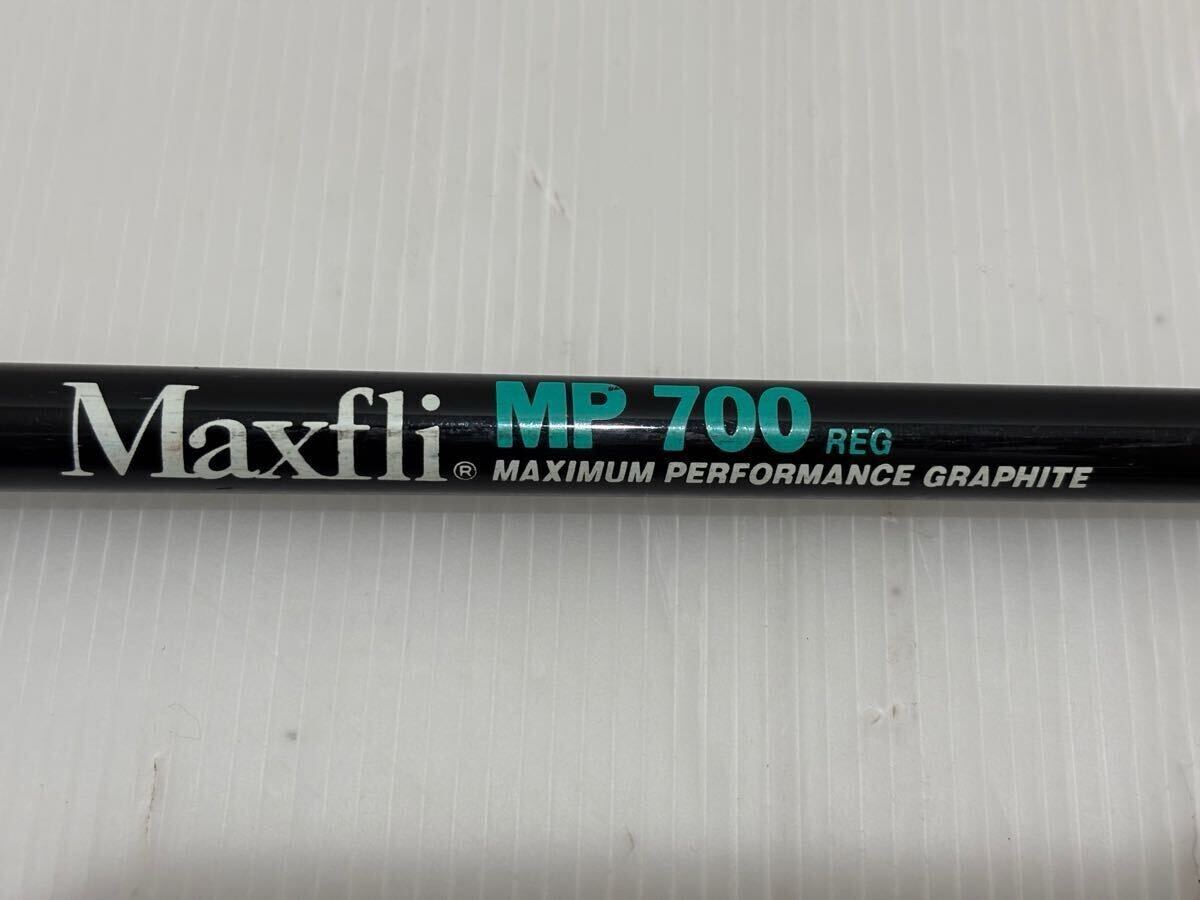 Maxfli® MP 700 REG
MAXIMUM PERFORMANCE GRAPHITE